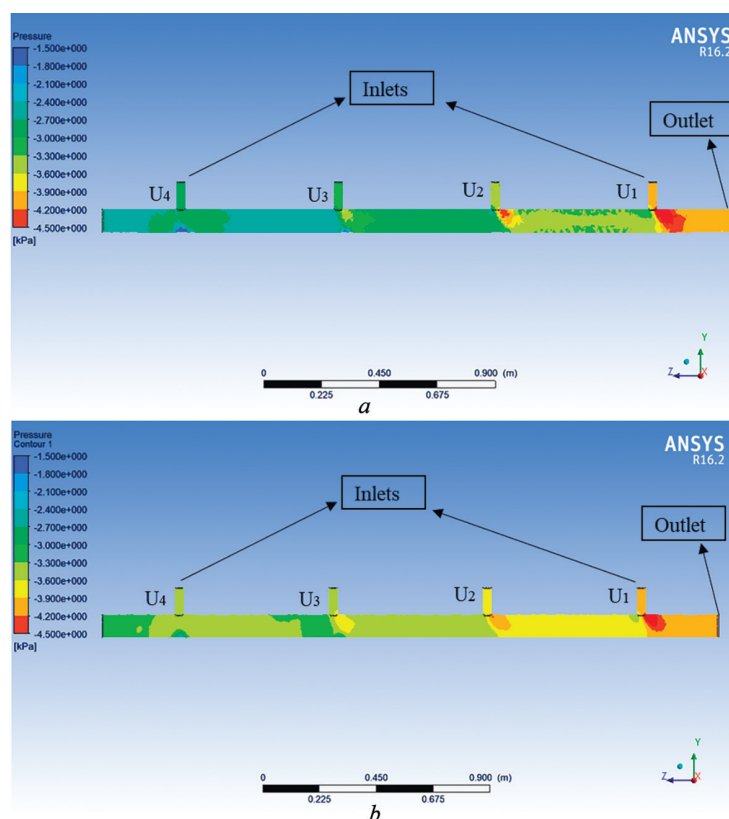 Pressure
-1.500e+000
-1.800e+000
-2.100e+000
-2.400e+000
-2.700e+000
-3.000e+000
-3.300e+000
-3.600e+000
-3.900e+000
-4.200e+000
-4.500e+000
[kPa]
ANSYS
R16.2
Inlets
Outlet
U4 U3 U2 U1
0 0.450 0.900 (m)
0.225 0.675
Y
Z X
a
Pressure
Contour 1
-1.500e+000
-1.800e+000
-2.100e+000
-2.400e+000
-2.700e+000
-3.000e+000
-3.300e+000
-3.600e+000
-3.900e+000
-4.200e+000
-4.500e+000
[kPa]
ANSYS
R16.2
Inlets
Outlet
U4 U3 U2 U1
0 0.450 0.900 (m)
0.225 0.675
Y
Z X
b